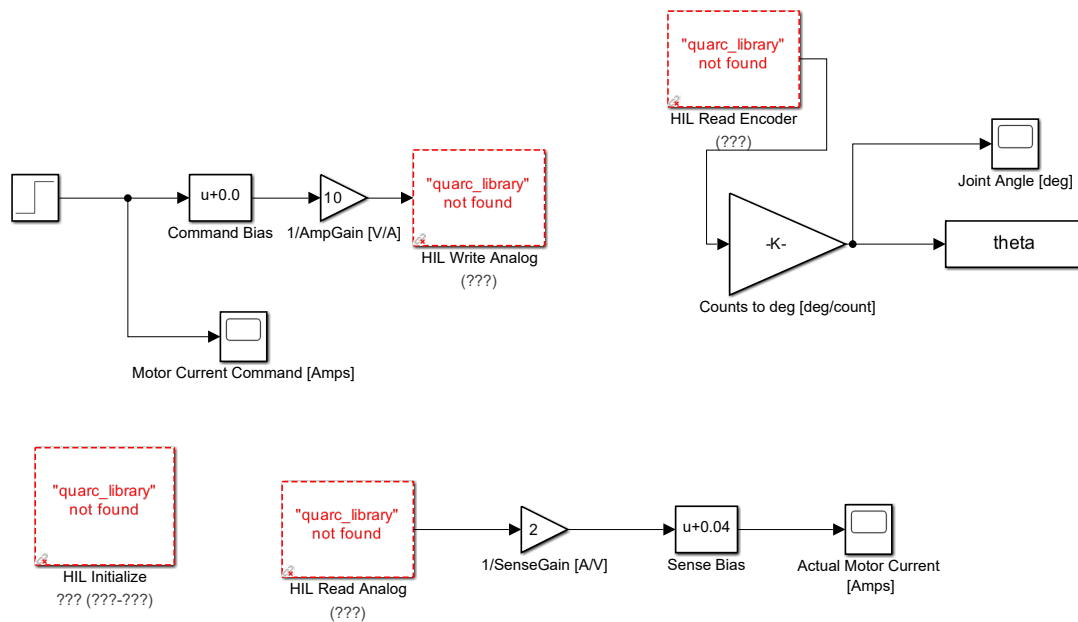 "quarc_library"
not found
HIL Read Encoder
(???)
Joint Angle [deg]
-K-
theta
Counts to deg [deg/count]
u+0.0
Command Bias
10
1/AmpGain [V/A]
"quarc_library"
not found
HIL Write Analog
(???)
Motor Current Command [Amps]
"quarc_library"
not found
HIL Initialize
??? (???-???)
"quarc_library"
not found
HIL Read Analog
(???)
2
1/SenseGain [A/V]
u+0.04
Sense Bias
Actual Motor Current
[Amps]